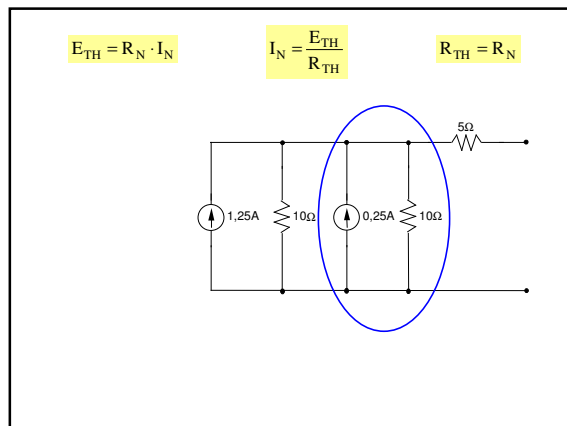 E_TH = R_N · I_N
I_N = E_TH / R_TH
R_TH = R_N
5Ω
1,25A
10Ω
0,25A
10Ω